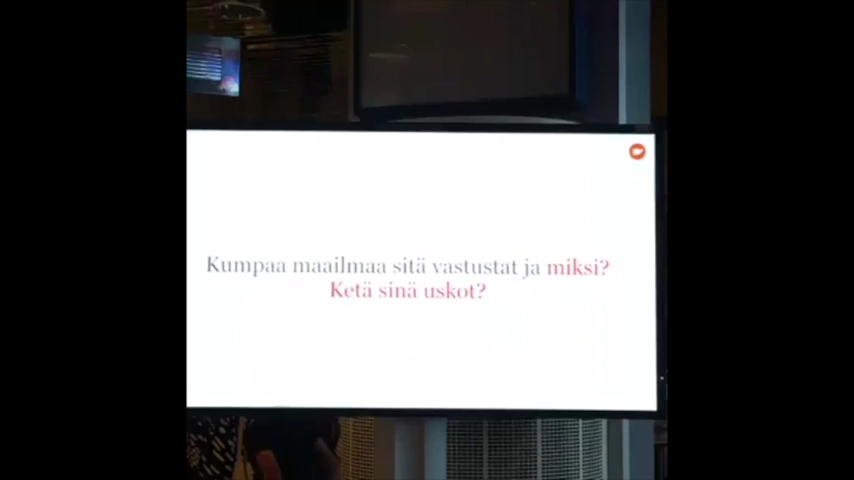 Kumpaa maailmaa sitä vastustat ja miksi?
Ketä sinä uskot?